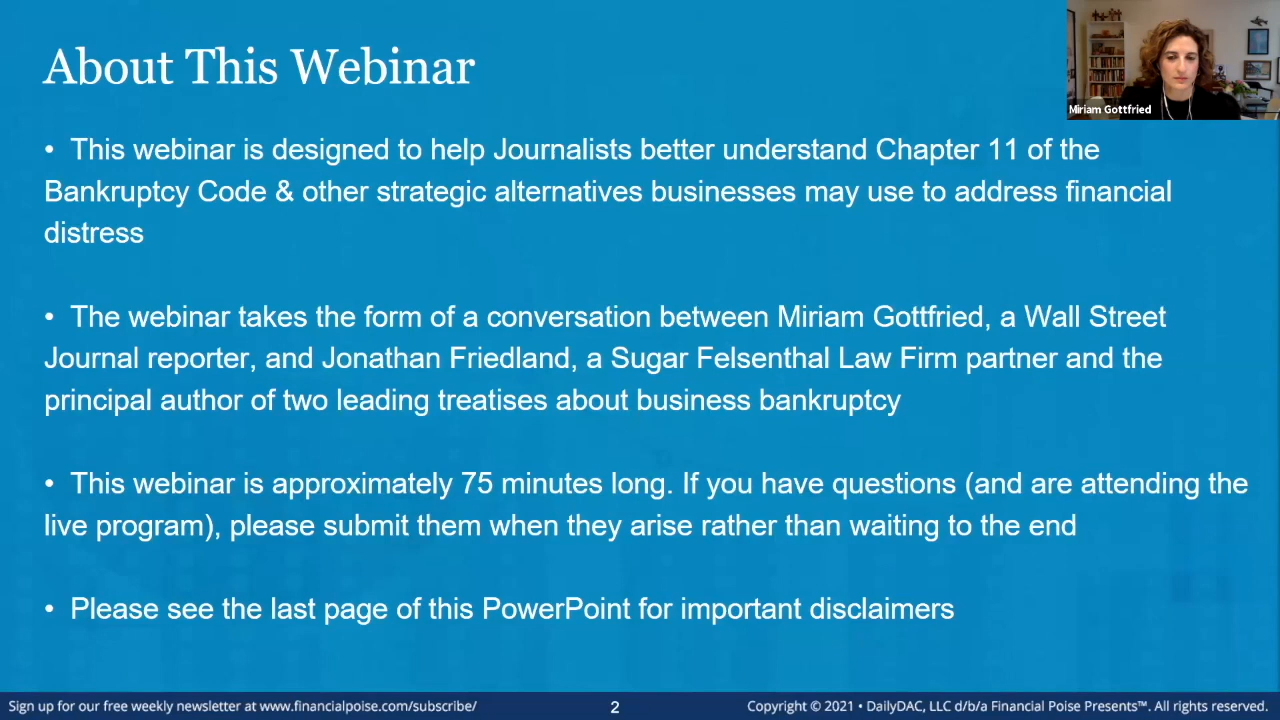 About This Webinar
Miriam Gottfried
• This webinar is designed to help Journalists better understand Chapter 11 of the
Bankruptcy Code & other strategic alternatives businesses may use to address financial
distress
• The webinar takes the form of a conversation between Miriam Gottfried, a Wall Street
Journal reporter, and Jonathan Friedland, a Sugar Felsenthal Law Firm partner and the
principal author of two leading treatises about business bankruptcy
• This webinar is approximately 75 minutes long. If you have questions (and are attending the
live program), please submit them when they arise rather than waiting to the end
• Please see the last page of this PowerPoint for important disclaimers
Sign up for our free weekly newsletter at www.financialpoise.com/subscribe/
2
Copyright © 2021 • DailyDAC, LLC d/b/a Financial Poise Presents™. All rights reserved.